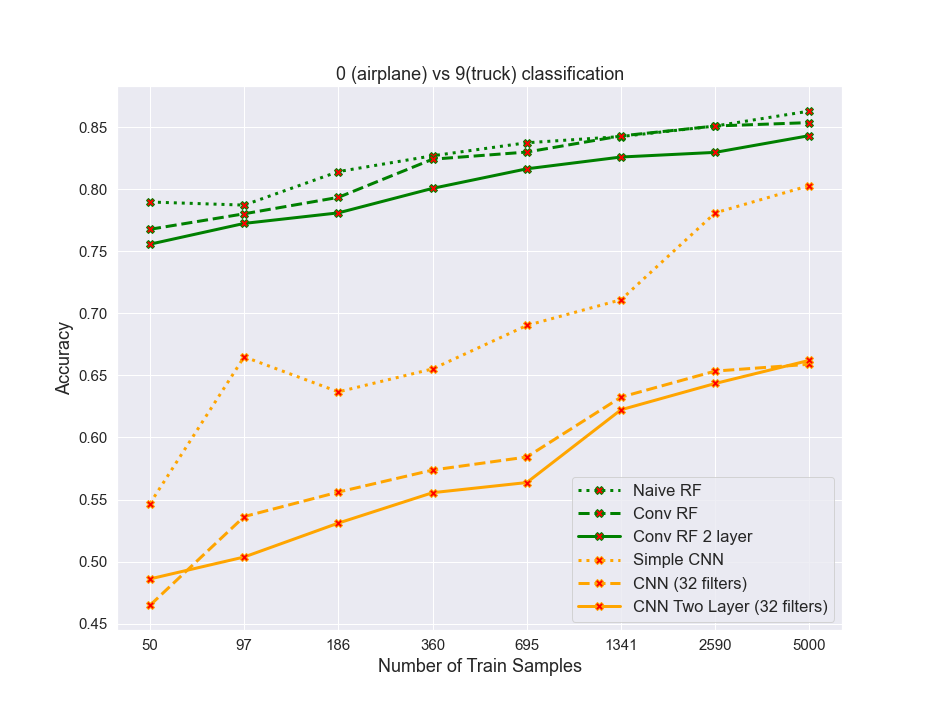 0 (airplane) vs 9(truck) classification
0.85
0.80
0.75
0.70
0.65
0.60
0.55
0.50
0.45
Accuracy
Naive RF
Conv RF
Conv RF 2 layer
Simple CNN
CNN (32 filters)
CNN Two Layer (32 filters)
50 97 186 360 695 1341 2590 5000
Number of Train Samples